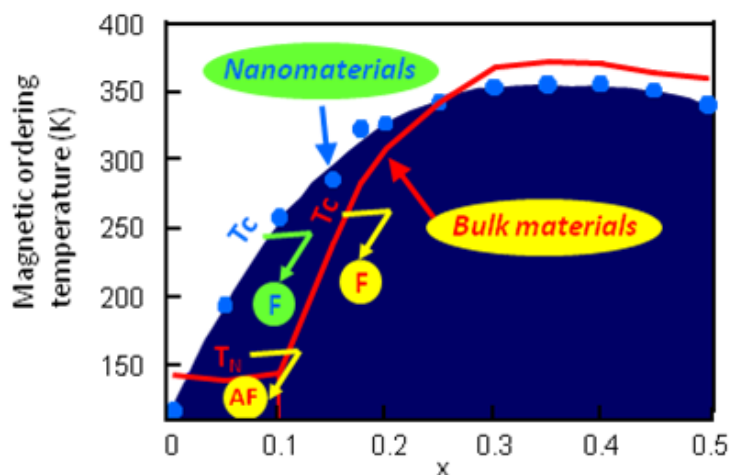 Magnetic ordering
temperature (K)
400
350
300
250
200
150
Nanomaterials
Bulk materials
Tc
Tc
F
F
T_N
AF
0
0.1
0.2
0.3
0.4
0.5
x